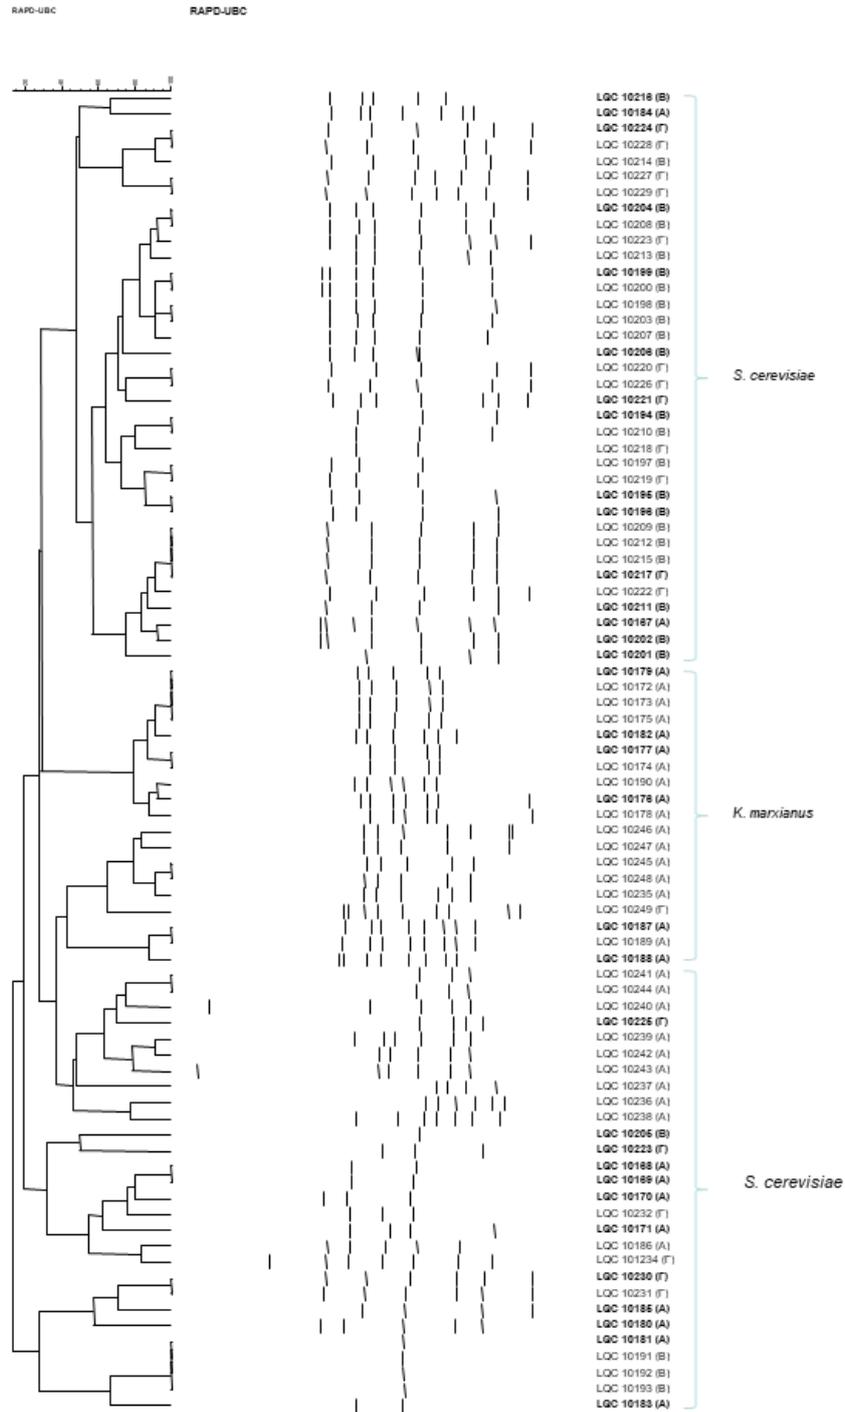 RAPD-UBC
RAPD-UBC
20
40
60
80
100
LQC 10216 (B)
LQC 10184 (A)
LQC 10224 (Γ)
LQC 10228 (Γ)
LQC 10214 (B)
LQC 10227 (Γ)
LQC 10229 (Γ)
LQC 10204 (B)
LQC 10208 (B)
LQC 10223 (Γ)
LQC 10213 (B)
LQC 10199 (B)
LQC 10200 (B)
LQC 10198 (B)
LQC 10203 (B)
LQC 10207 (B)
LQC 10206 (B)
LQC 10220 (Γ)
S. cerevisiae
LQC 10226 (Γ)
LQC 10221 (Γ)
LQC 10194 (B)
LQC 10210 (B)
LQC 10218 (Γ)
LQC 10197 (B)
LQC 10219 (Γ)
LQC 10195 (B)
LQC 10196 (B)
LQC 10209 (B)
LQC 10212 (B)
LQC 10215 (B)
LQC 10217 (Γ)
LQC 10222 (Γ)
LQC 10211 (B)
LQC 10167 (A)
LQC 10202 (B)
LQC 10201 (B)
LQC 10179 (A)
LQC 10172 (A)
LQC 10173 (A)
LQC 10175 (A)
LQC 10182 (A)
LQC 10177 (A)
LQC 10174 (A)
LQC 10190 (A)
LQC 10176 (A)
LQC 10178 (A)
K. marxianus
LQC 10246 (A)
LQC 10247 (A)
LQC 10245 (A)
LQC 10248 (A)
LQC 10235 (A)
LQC 10249 (Γ)
LQC 10187 (A)
LQC 10189 (A)
LQC 10188 (A)
LQC 10241 (A)
LQC 10244 (A)
LQC 10240 (A)
LQC 10225 (Γ)
LQC 10239 (A)
LQC 10242 (A)
LQC 10243 (A)
LQC 10237 (A)
LQC 10236 (A)
LQC 10238 (A)
LQC 10205 (B)
LQC 10223 (Γ)
LQC 10168 (A)
LQC 10169 (A)
S. cerevisiae
LQC 10170 (A)
LQC 10232 (Γ)
LQC 10171 (A)
LQC 10186 (A)
LQC 101234 (Γ)
LQC 10230 (Γ)
LQC 10231 (Γ)
LQC 10185 (A)
LQC 10180 (A)
LQC 10181 (A)
LQC 10191 (B)
LQC 10192 (B)
LQC 10193 (B)
LQC 10183 (A)